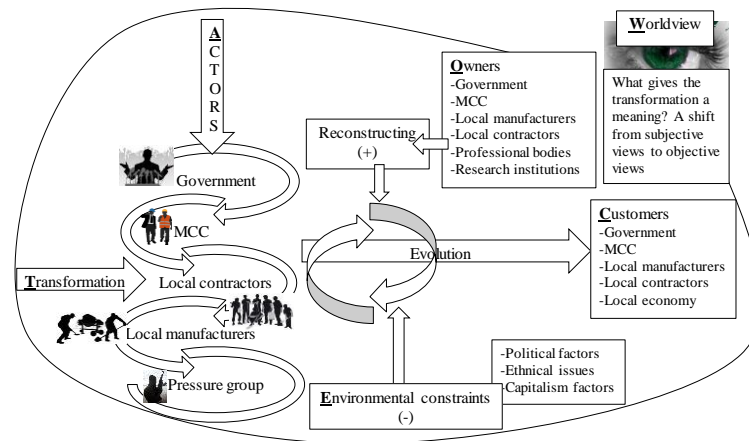 ACTORS
Government
MCC
Local contractors
Local manufacturers
Pressure group
Transformation
Reconstructing
(+)
Owners
-Government
-MCC
-Local manufacturers
-Local contractors
-Professional bodies
-Research institutions
Worldview
What gives the
transformation a
meaning? A shift
from subjective
views to objective
views
Evolution
Customers
-Government
-MCC
-Local manufacturers
-Local contractors
-Local economy
Environmental constraints
(-)
-Political factors
-Ethnical issues
-Capitalism factors